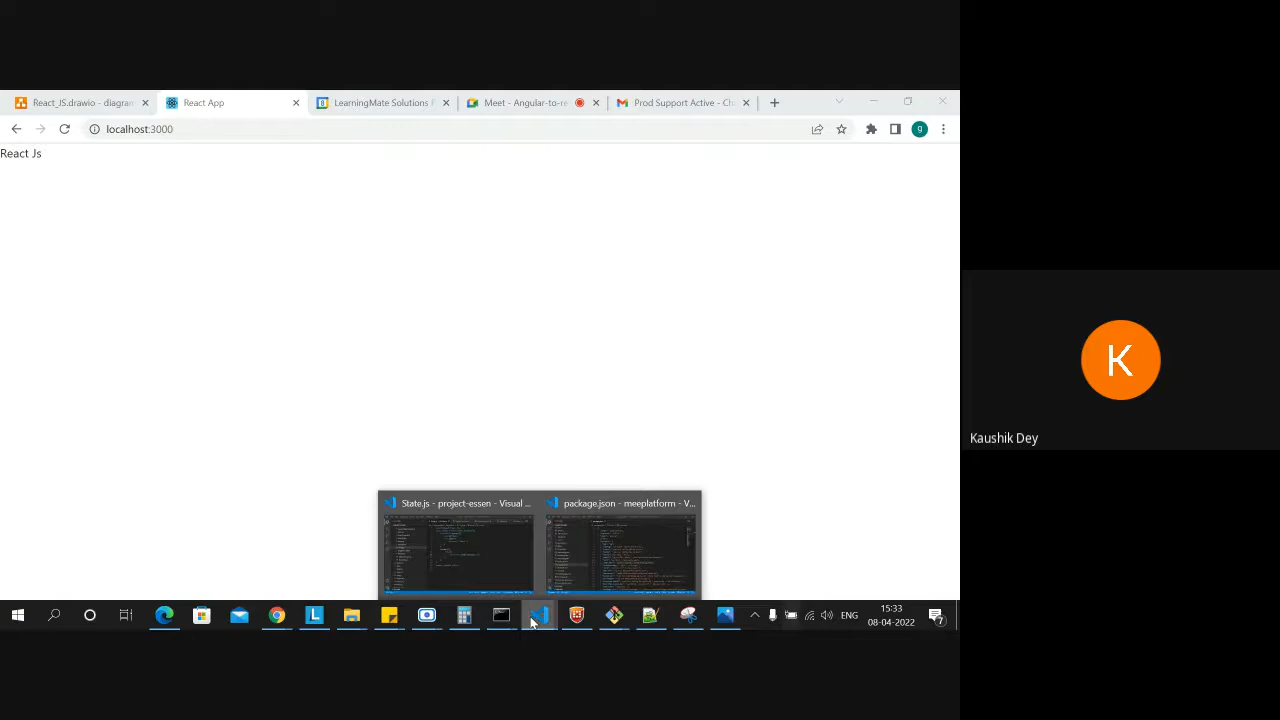 React_JS.drawio - diagram
React App
LearningMate Solutions P
Meet - Angular-to-re
Prod Support Active - Ch
localhost:3000
g
React Js
K
Kaushik Dey
State.js - project-essen - Visual ...
package.json - meeplatform - V...
L
ENG
15:33
08-04-2022
7